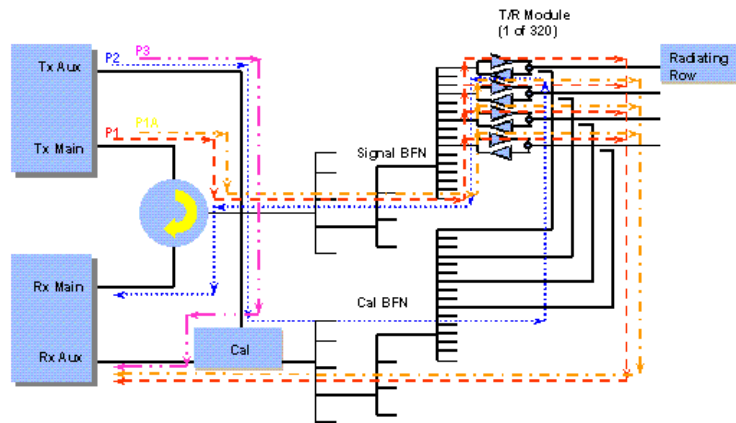 T/R Module
(1 of 320)
P3
P2
Tx Aux
Radiating
Row
P1A
P1
Tx Main
Signal BFN
Rx Main
Cal BFN
Cal
Rx Aux